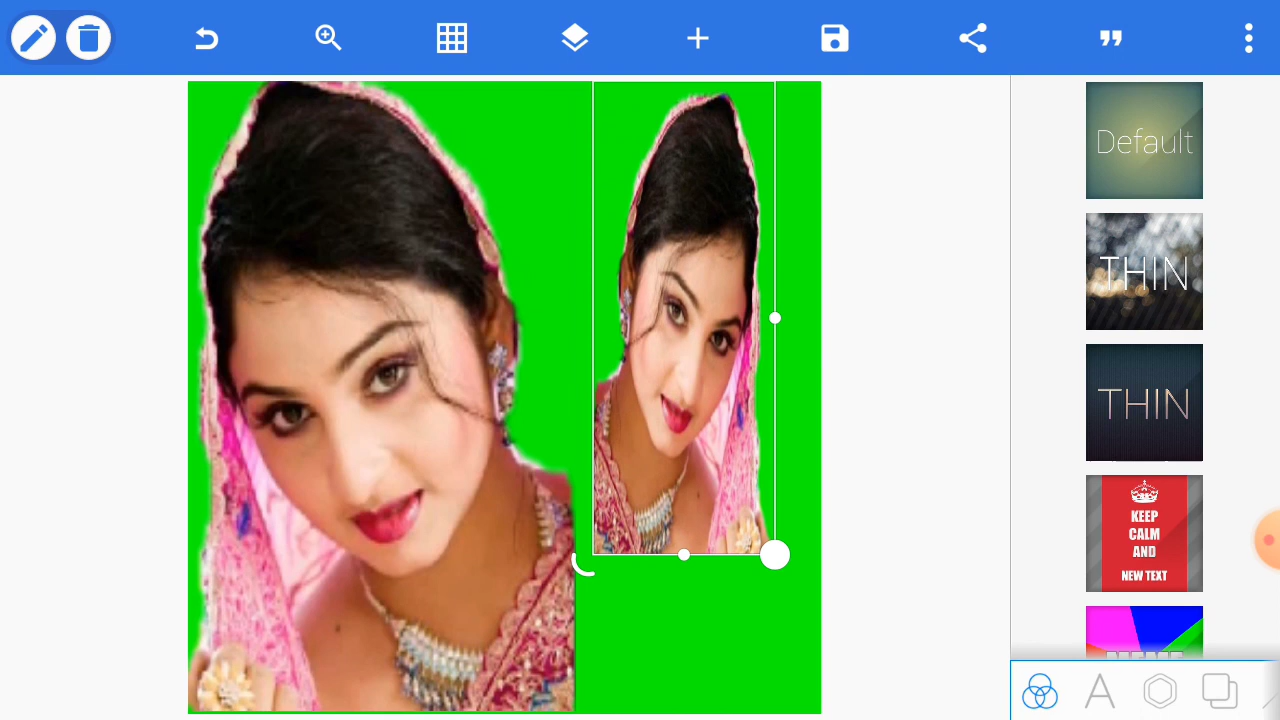 Default
THIN
THIN
KEEP
CALM
AND
NEW TEXT